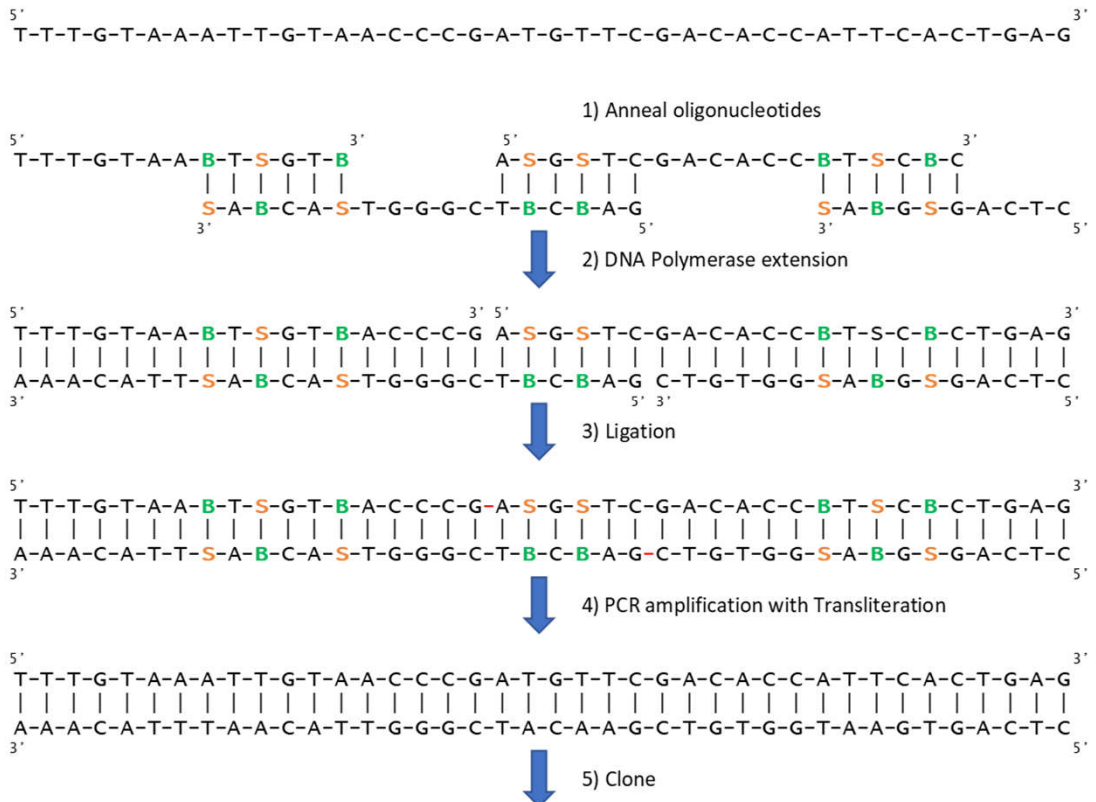 5' 3'
T-T-T-G-T-A-A-A-T-T-G-T-A-A-C-C-C-G-A-T-G-T-T-C-G-A-C-A-C-C-A-T-T-C-A-C-T-G-A-G
1) Anneal oligonucleotides
5' 3' 5' 3'
T-T-T-G-T-A-A-B-T-S-G-T-B A-S-G-S-T-C-G-A-C-A-C-C-B-T-S-C-B-C
S-A-B-C-A-S-T-G-G-G-C-T-B-C-B-A-G S-A-B-G-S-G-A-C-T-C
3' 5' 3' 5'
2) DNA Polymerase extension
5' 3' 5' 3'
T-T-T-G-T-A-A-B-T-S-G-T-B-A-C-C-C-G A-S-G-S-T-C-G-A-C-A-C-C-B-T-S-C-B-C-T-G-A-G
A-A-A-C-A-T-T-S-A-B-C-A-S-T-G-G-G-C-T-B-C-B-A-G C-T-G-T-G-G-S-A-B-G-S-G-A-C-T-C
3' 5' 3' 5'
3) Ligation
5' 3'
T-T-T-G-T-A-A-B-T-S-G-T-B-A-C-C-C-G-A-S-G-S-T-C-G-A-C-A-C-C-B-T-S-C-B-C-T-G-A-G
A-A-A-C-A-T-T-S-A-B-C-A-S-T-G-G-G-C-T-B-C-B-A-G-C-T-G-T-G-G-S-A-B-G-S-G-A-C-T-C
3' 5'
4) PCR amplification with Transliteration
5' 3'
T-T-T-G-T-A-A-A-T-T-G-T-A-A-C-C-C-G-A-T-G-T-T-C-G-A-C-A-C-C-A-T-T-C-A-C-T-G-A-G
A-A-A-C-A-T-T-T-A-A-C-A-T-T-G-G-G-C-T-A-C-A-A-G-C-T-G-T-G-G-T-A-A-G-T-G-A-C-T-C
3' 5'
5) Clone